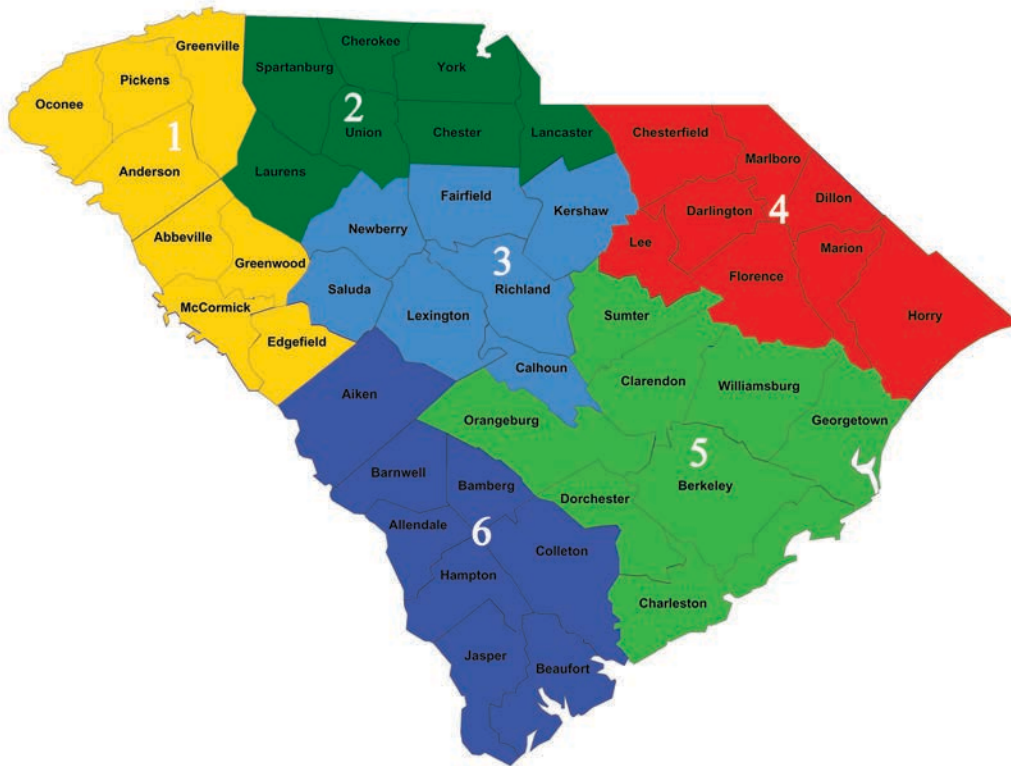 Greenville
Cherokee
Spartanburg
York
Pickens
Oconee
2
1
Union
Chester
Lancaster
Chesterfield
Marlboro
Anderson
Laurens
Fairfield
Kershaw
Darlington
4
Dillon
Newberry
Abbeville
Greenwood
Lee
Marion
3
Florence
Saluda
Richland
McCormick
Lexington
Sumter
Horry
Edgefield
Calhoun
Clarendon
Williamsburg
Aiken
Orangeburg
Georgetown
5
Barnwell
Bamberg
Berkeley
Dorchester
Allendale
6
Colleton
Hampton
Charleston
Jasper
Beaufort